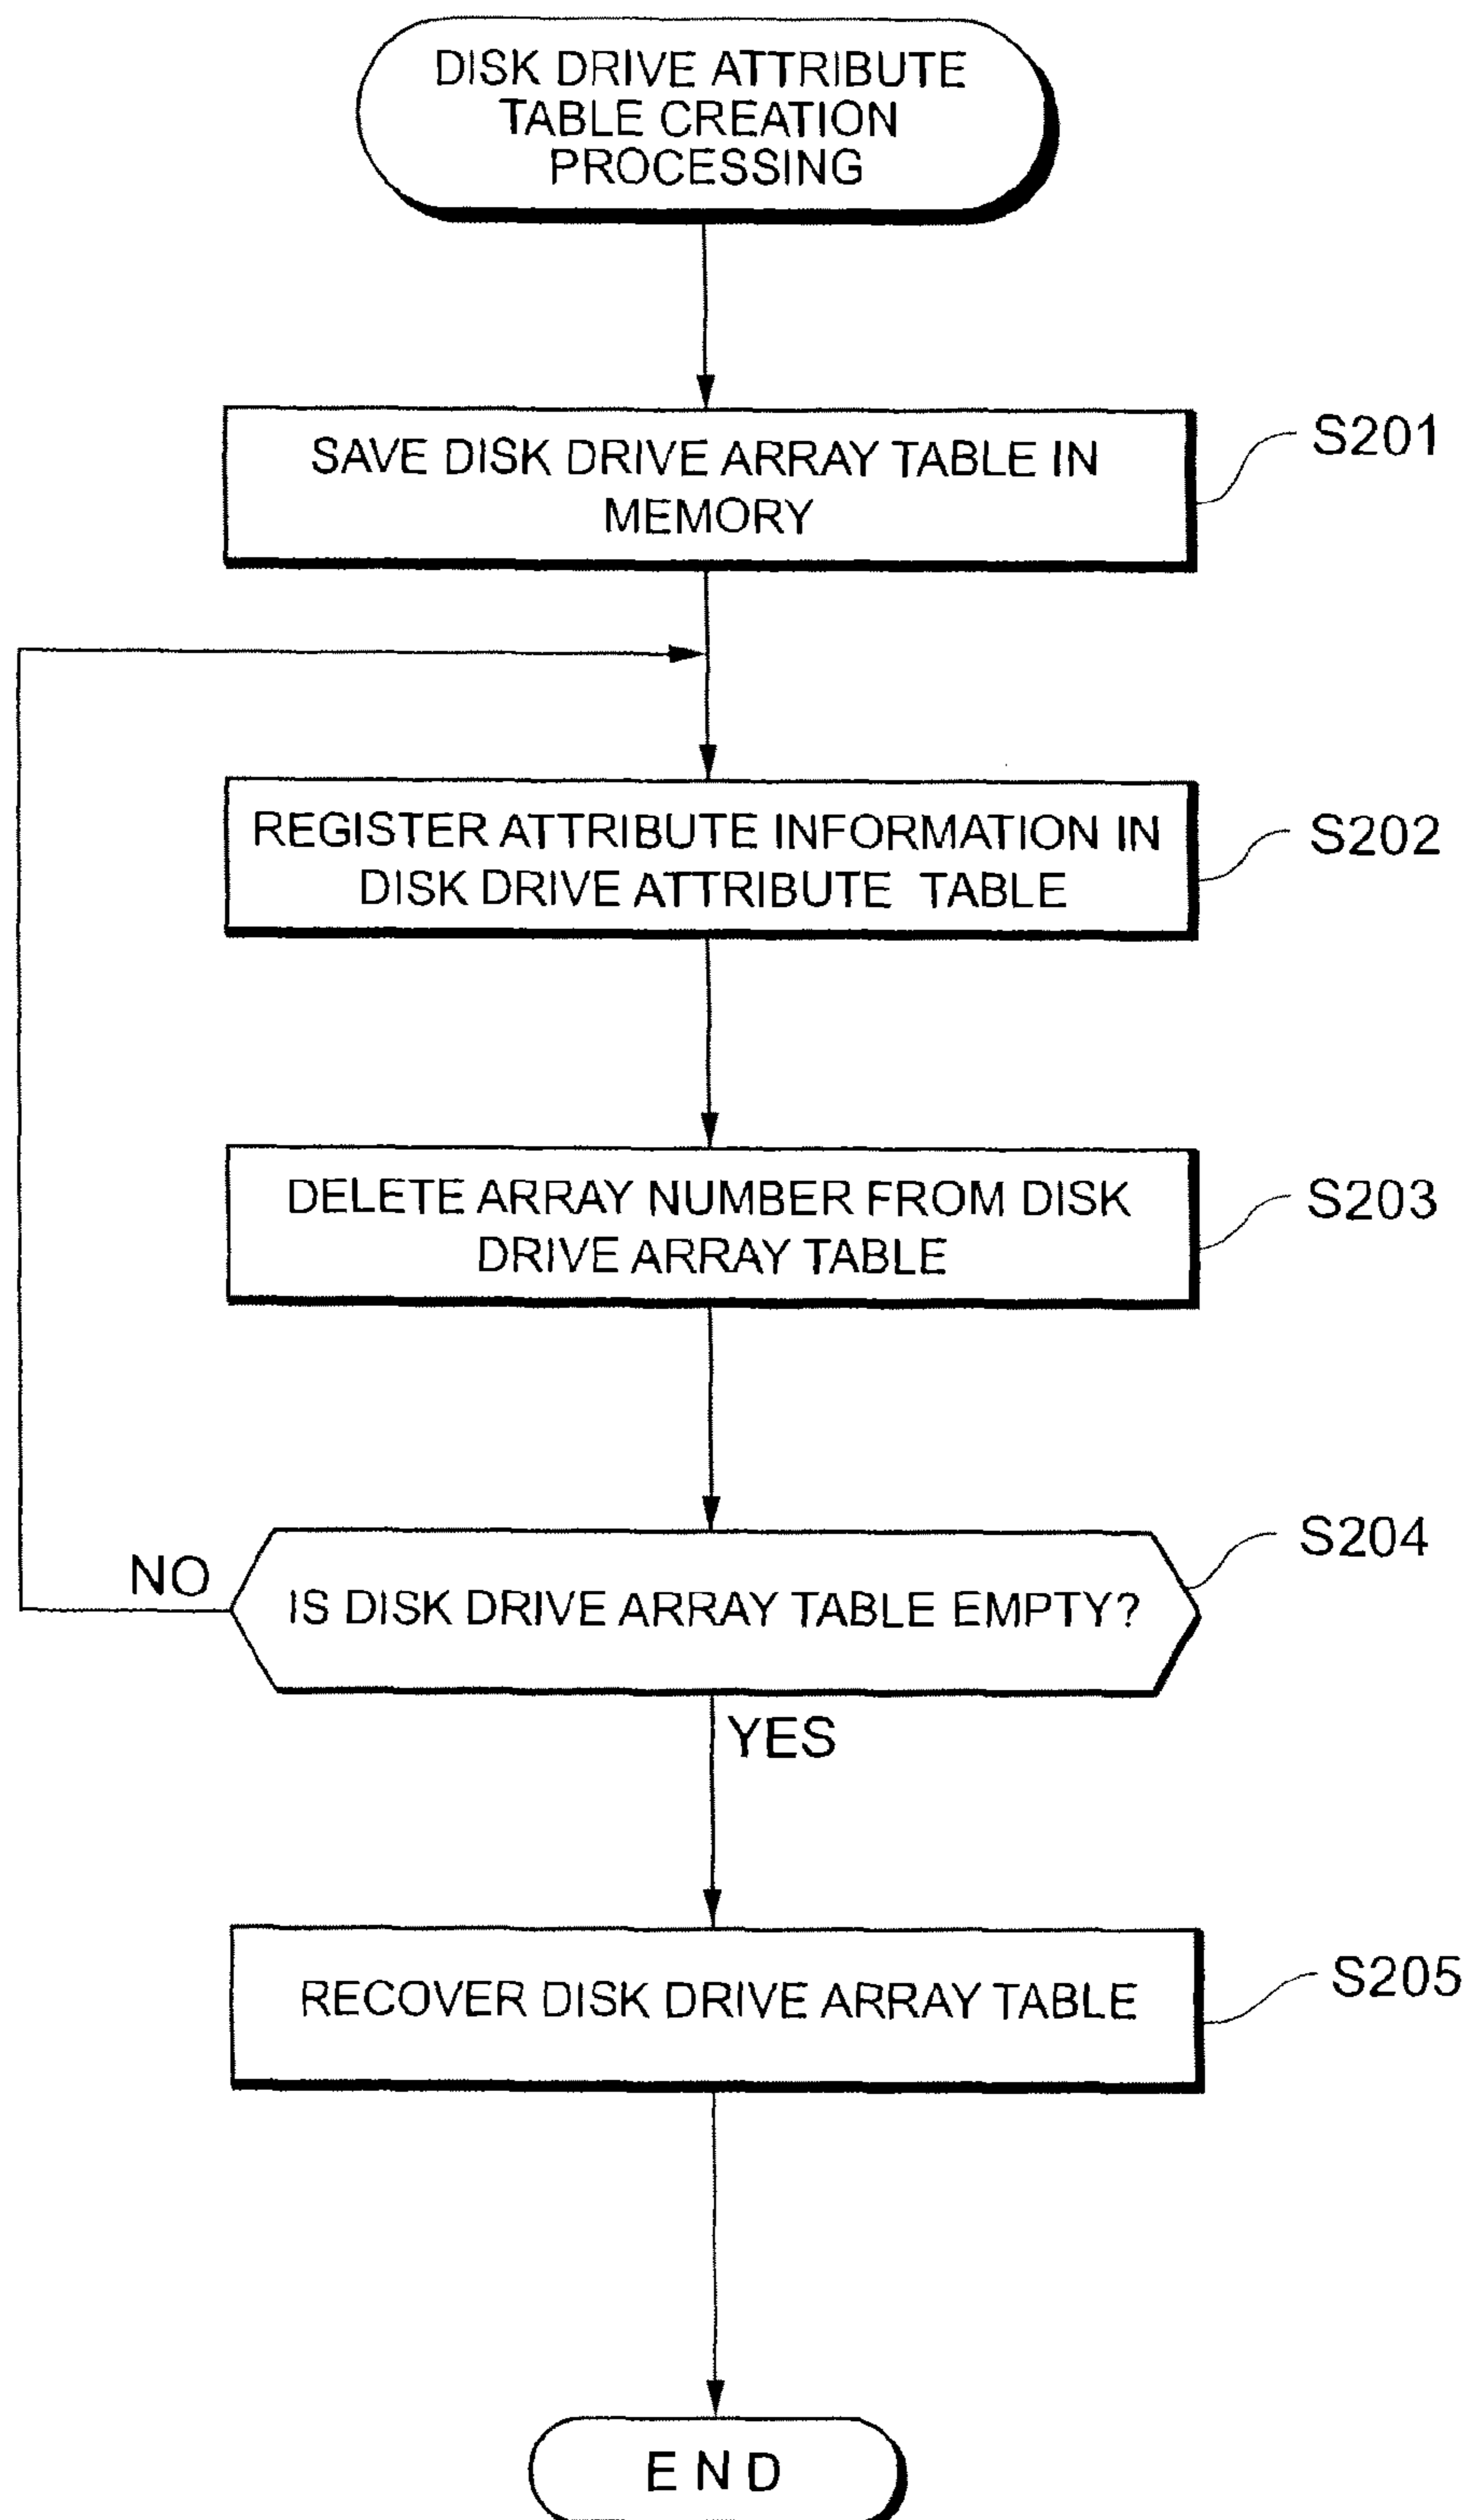 DISK DRIVE ATTRIBUTE
TABLE CREATION
PROCESSING
SAVE DISK DRIVE ARRAY TABLE IN
MEMORY
S201
REGISTER ATTRIBUTE INFORMATION IN
DISK DRIVE ATTRIBUTE TABLE
S202
DELETE ARRAY NUMBER FROM DISK
DRIVE ARRAY TABLE
S203
NO
IS DISK DRIVE ARRAY TABLE EMPTY?
S204
YES
RECOVER DISK DRIVE ARRAY TABLE
S205
END